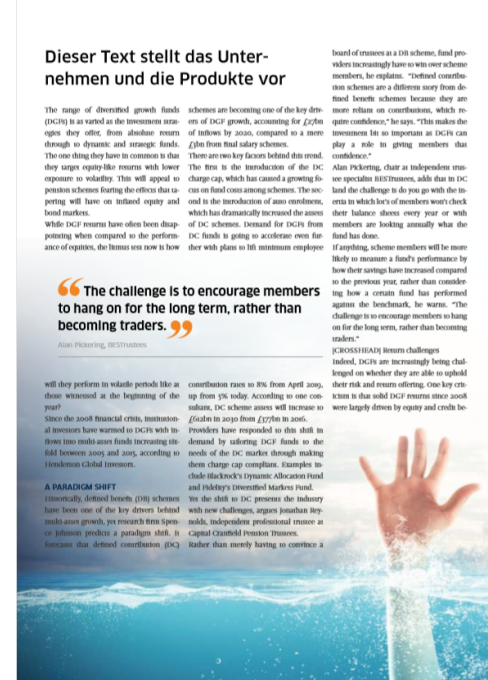 Dieser Text stellt das Unter-
nehmen und die Produkte vor
The range of diversified growth funds
(DGFs) is as varied as the investment strat-
egies they offer, from absolute return
through to dynamic and strategic funds.
The one thing they have in common is that
they target equity-like returns with lower
exposure to volatility. This will appeal to
pension schemes fearing the effects that ta-
pering will have on inflated equity and
bond markets.
While DGF returns have often been disap-
pointing when compared to the perform-
ance of equities, the litmus test now is how
“ The challenge is to encourage members
to hang on for the long term, rather than
becoming traders. ”
Alan Pickering, BESTrustees
will they perform in volatile periods like at
those witnessed at the beginning of the
year?
Since the 2008 financial crisis, institution-
al investors have warmed to DGFs with in-
flows into multi-asset funds increasing six-
fold between 2005 and 2015, according to
Henderson Global Investors.
A PARADIGM SHIFT
Historically, defined benefit (DB) schemes
have been one of the key drivers behind
multi-asset growth, yet research firm Spen-
ce Johnson predicts a paradigm shift. It
forecasts that defined contribution (DC)
schemes are becoming one of the key driv-
ers of DGF growth, accounting for £27bn
of inflows by 2020, compared to a mere
£5bn from final salary schemes.
There are two key factors behind this trend.
The first is the introduction of the DC
charge cap, which has caused a growing fo-
cus on fund costs among schemes. The sec-
ond is the introduction of auto enrolment,
which has dramatically increased the assets
of DC schemes. Demand for DGFs from
DC funds is going to accelerate even fur-
ther with plans to lift minimum employee
contribution rates to 8% from April 2019,
up from 5% today. According to one con-
sultant, DC scheme assets will increase to
in 2030 from in 2016.
Providers have responded to this shift in
demand by tailoring DGF funds to the
needs of the DC market through making
them charge cap compliant. Examples in-
clude Blackrock's Dynamic Allocation Fund
and Fidelity's Diversified Markets Fund.
Yet the shift to DC presents the industry
with new challenges, argues Jonathan Rey-
nolds, independent professional trustee at
Capital Cranfield Pension Trustees.
Rather than merely having to convince a
board of trustees at a DB scheme, fund pro-
viders increasingly have to win over scheme
members, he explains. “Defined contribu-
tion schemes are a different story from de-
fined benefit schemes because they are
more reliant on contributions, which re-
quire confidence,” he says. “This makes the
investment bit so important as DGFs can
play a role in giving members that
confidence.”
Alan Pickering, chair at independent trus-
tee specialist BESTrustees, adds that in DC
land the challenge is do you go with the in-
ertia in which lot's of members won't check
their balance sheets every year or with
members are looking annually what the
fund has done.
If anything, scheme members will be more
likely to measure a fund's performance by
how their savings have increased compared
to the previous year, rather than consider-
ing how a certain fund has performed
against the benchmark, he warns. “The
challenge is to encourage members to hang
on for the long term, rather than becoming
traders.”
[CROSSHEAD] Return challenges
Indeed, DGFs are increasingly being chal-
lenged on whether they are able to uphold
their risk and return offering. One key crit-
icism is that solid DGF returns since 2008
were largely driven by equity and credit be-